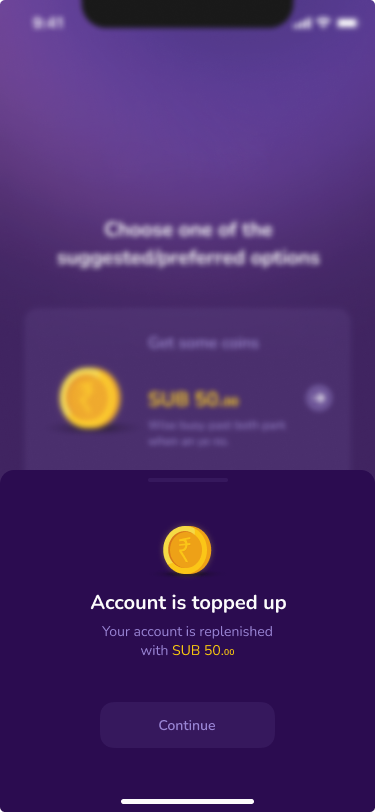 9:41
Choose one of the
suggested/preferred options
Get some coins
SUB 50.00
₹
Account is topped up
Your account is replenished
with SUB 50.00
Continue